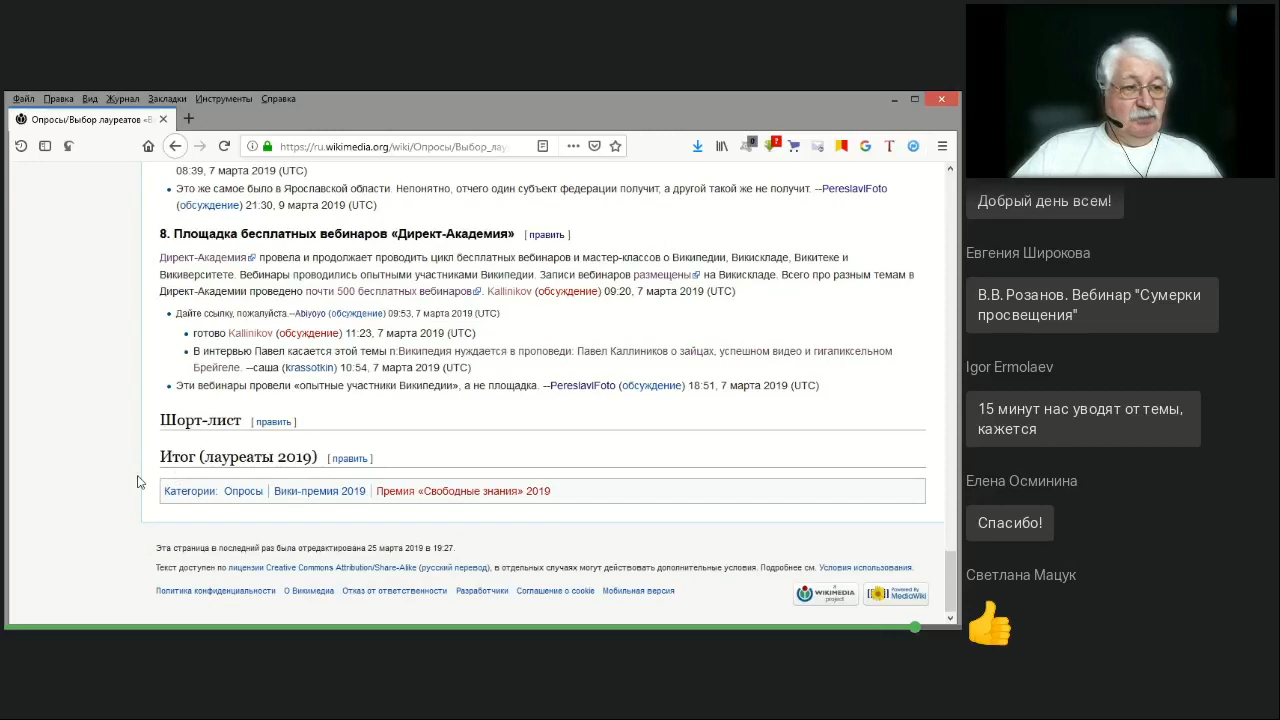 Файл Правка Вид Журнал Закладки Инструменты Справка
Опросы/Выбор лауреатов «В
https://ru.wikimedia.org/wiki/Опросы/Выбор_лау
08:39, 7 марта 2019 (UTC)
Это же самое было в Ярославской области. Непонятно, отчего один субъект федерации получит, а другой такой же не получит. --PereslavlFoto
(обсуждение) 21:30, 9 марта 2019 (UTC)
8. Площадка бесплатных вебинаров «Директ-Академия» [ править ]
Директ-Академия провела и продолжает проводить цикл бесплатных вебинаров и мастер-классов о Википедии, Викискладе, Викитеке и
Викиверситете. Вебинары проводились опытными участниками Википедии. Записи вебинаров размещены на Викискладе. Всего про разным темам в
Директ-Академии проведено почти 500 бесплатных вебинаров. Kallinikov (обсуждение) 09:20, 7 марта 2019 (UTC)
Дайте ссылку, пожалуйста.--Abiyoyo (обсуждение) 09:53, 7 марта 2019 (UTC)
готово Kallinikov (обсуждение) 11:23, 7 марта 2019 (UTC)
В интервью Павел касается этой темы n:Википедия нуждается в проповеди: Павел Каллиников о зайцах, успешном видео и гигапиксельном
Брейгеле. --саша (krassotkin) 10:54, 7 марта 2019 (UTC)
Эти вебинары провели «опытные участники Википедии», а не площадка. --PereslavlFoto (обсуждение) 18:51, 7 марта 2019 (UTC)
Шорт-лист [ править ]
Итог (лауреаты 2019) [ править ]
Категории: Опросы | Вики-премия 2019 | Премия «Свободные знания» 2019
Эта страница в последний раз была отредактирована 25 марта 2019 в 19:27.
Текст доступен по лицензии Creative Commons Attribution/Share-Alike (русский перевод), в отдельных случаях могут действовать дополнительные условия. Подробнее см. Условия использования.
Политика конфиденциальности О Викимедиа Отказ от ответственности Разработчики Соглашение о cookie Мобильная версия
A WIKIMEDIA project
Powered By MediaWiki
Добрый день всем!
Евгения Широкова
В.В. Розанов. Вебинар "Сумерки
просвещения"
Igor Ermolaev
15 минут нас уводят от темы,
кажется
Елена Осминина
Спасибо!
Светлана Мацук